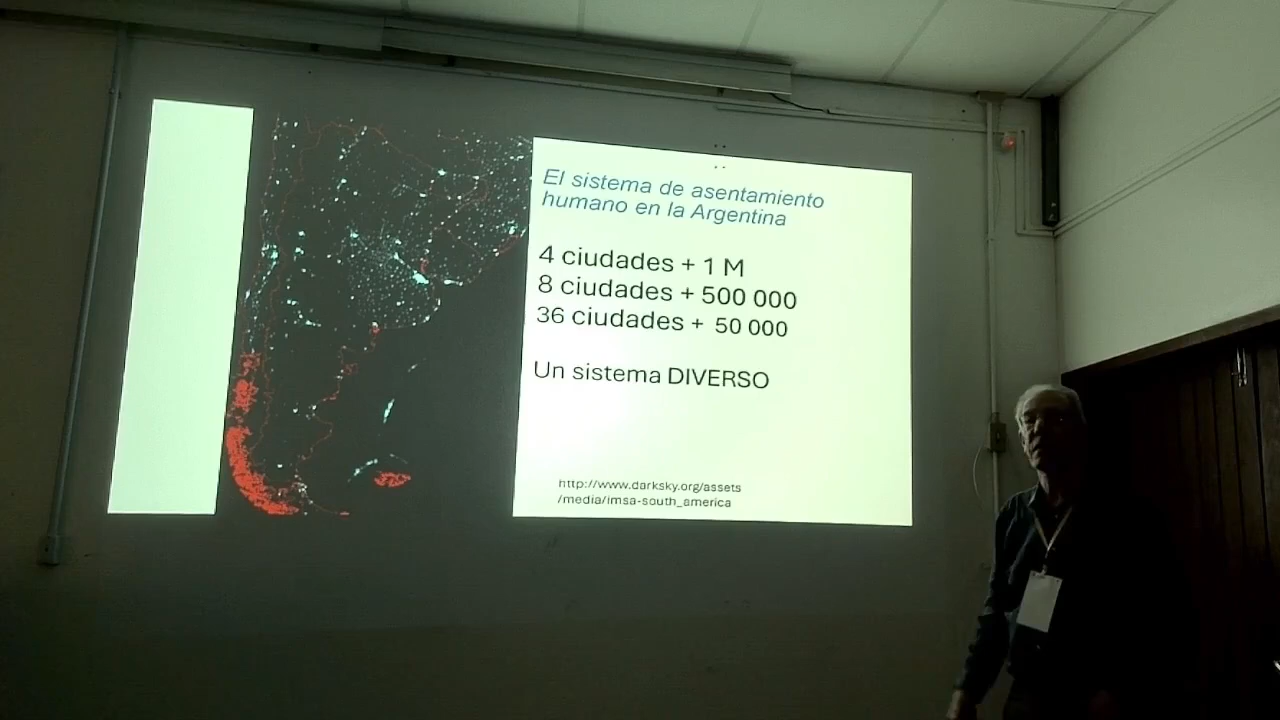 El sistema de asentamiento
humano en la Argentina
4 ciudades + 1 M
8 ciudades + 500 000
36 ciudades + 50 000
Un sistema DIVERSO
http://www.darksky.org/assets
/media/imsa-south_america